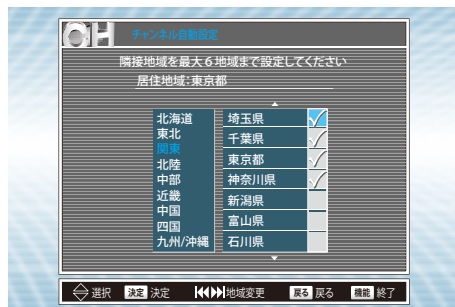 CH チャンネル自動設定
隣接地域を最大6地域まで設定してください
居住地域:東京都
北海道
東北
関東
北陸
中部
近畿
中国
四国
九州/沖縄
埼玉県
千葉県
東京都
神奈川県
新潟県
富山県
石川県
選択 決定 決定 地域変更 戻る 戻る 機能 終了